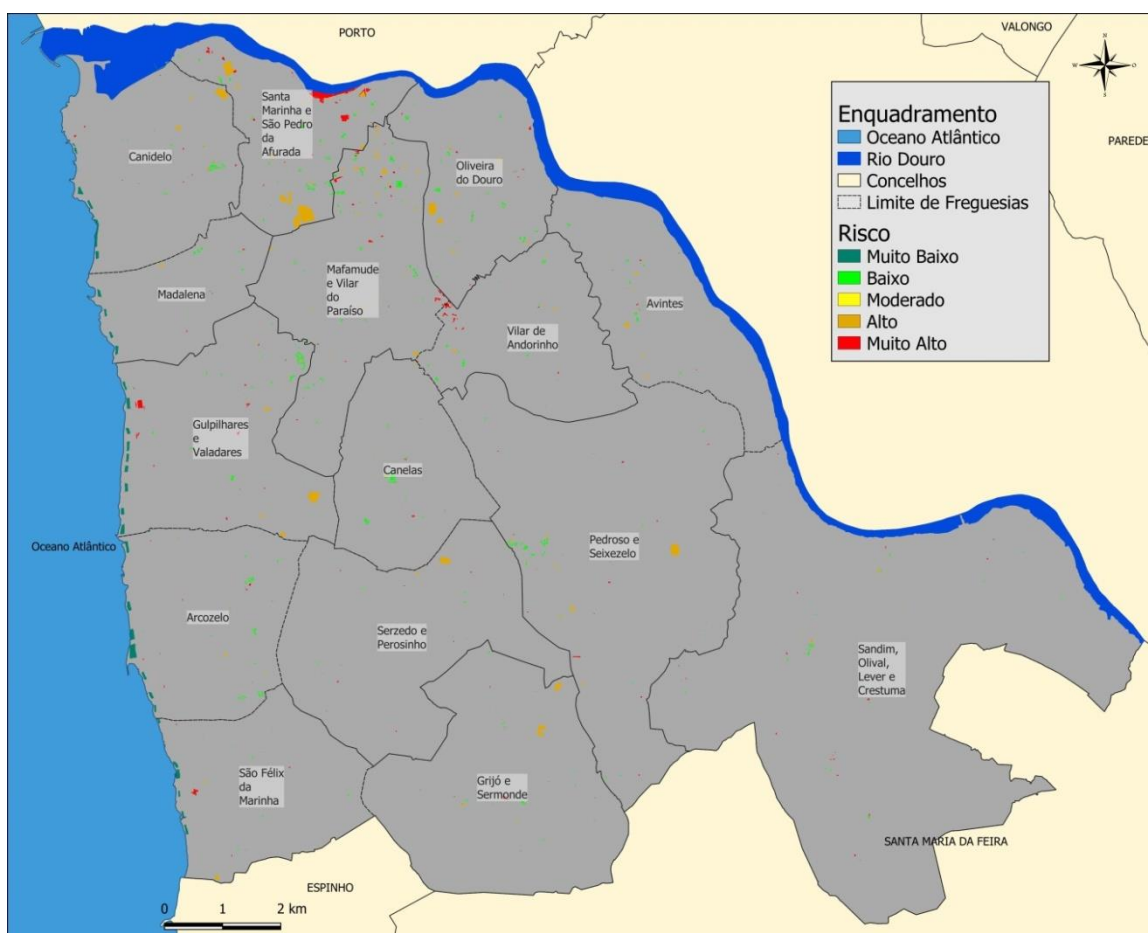 PORTO
VALONGO
N
W
O
S
PAREDE
Enquadramento
Oceano Atlântico
Rio Douro
Concelhos
Limite de Freguesias
Risco
Muito Baixo
Baixo
Moderado
Alto
Muito Alto
Santa
Marinha e
São Pedro
da
Afurada
Canidelo
Oliveira
do Douro
Madalena
Mafamude
e Vilar
do
Paraíso
Avintes
Vilar de
Andorinho
Gulpilhares
e
Valadares
Canelas
Oceano Atlântico
Pedroso e
Seixezelo
Arcozelo
Serzedo e
Perosinho
Sandim,
Olival,
Lever e
Crestuma
São Félix
da
Marinha
Grijó e
Sermonde
SANTA MARIA DA FEIRA
ESPINHO
0 1 2 km